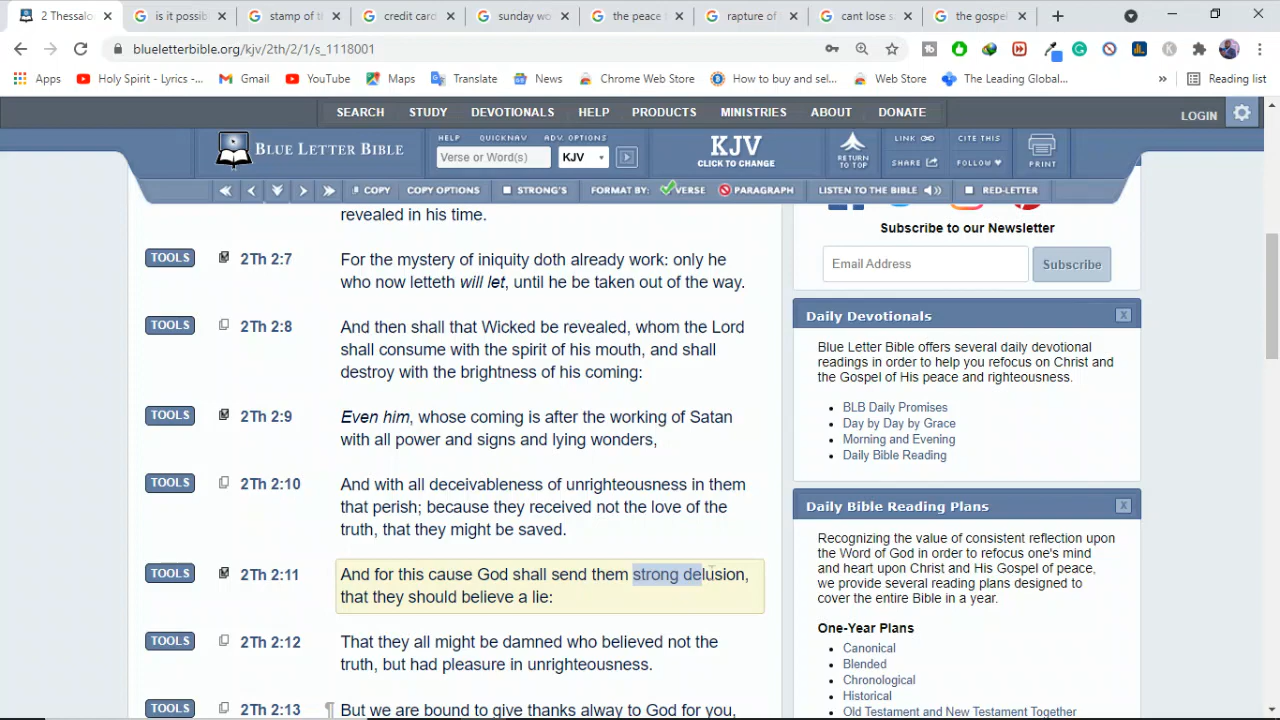 2 Thessalo
is it possib
stamp of t
credit card
sunday wo
the peace
rapture of
cant lose s
the gospel
blueletterbible.org/kjv/2th/2/1/s_1118001
Apps
Holy Spirit - Lyrics -...
Gmail
YouTube
Maps
Translate
News
Chrome Web Store
How to buy and sel...
Web Store
The Leading Global...
»
Reading list
SEARCH STUDY DEVOTIONALS HELP PRODUCTS MINISTRIES ABOUT DONATE
LOGIN
BLUE LETTER BIBLE
HELP QUICKNAV ADV. OPTIONS
Verse or Word(s)
KJV
KJV
CLICK TO CHANGE
RETURN
TO TOP
LINK
CITE THIS
SHARE
FOLLOW
PRINT
COPY COPY OPTIONS STRONG'S FORMAT BY: VERSE PARAGRAPH LISTEN TO THE BIBLE RED-LETTER
revealed in his time.
TOOLS 2Th 2:7 For the mystery of iniquity doth already work: only he
who now letteth will let, until he be taken out of the way.
TOOLS 2Th 2:8 And then shall that Wicked be revealed, whom the Lord
shall consume with the spirit of his mouth, and shall
destroy with the brightness of his coming:
TOOLS 2Th 2:9 Even him, whose coming is after the working of Satan
with all power and signs and lying wonders,
TOOLS 2Th 2:10 And with all deceivableness of unrighteousness in them
that perish; because they received not the love of the
truth, that they might be saved.
TOOLS 2Th 2:11 And for this cause God shall send them strong delusion,
that they should believe a lie:
TOOLS 2Th 2:12 That they all might be damned who believed not the
truth, but had pleasure in unrighteousness.
TOOLS 2Th 2:13 ¶ But we are bound to give thanks alway to God for you,
Subscribe to our Newsletter
Email Address
Subscribe
Daily Devotionals
X
Blue Letter Bible offers several daily devotional
readings in order to help you refocus on Christ and
the Gospel of His peace and righteousness.
BLB Daily Promises
Day by Day by Grace
Morning and Evening
Daily Bible Reading
Daily Bible Reading Plans
X
Recognizing the value of consistent reflection upon
the Word of God in order to refocus one's mind
and heart upon Christ and His Gospel of peace,
we provide several reading plans designed to
cover the entire Bible in a year.
One-Year Plans
Canonical
Blended
Chronological
Historical
Old Testament and New Testament Together